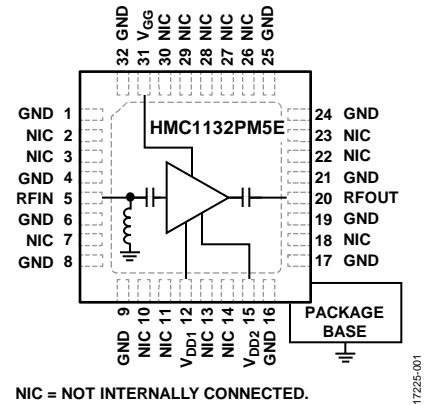 32 GND
31 VGG
30 NIC
29 NIC
28 NIC
27 NIC
26 NIC
25 GND
HMC1132PM5E
GND 1
NIC 2
NIC 3
GND 4
RFIN 5
GND 6
NIC 7
GND 8
24 GND
23 NIC
22 NIC
21 GND
20 RFOUT
19 GND
18 NIC
17 GND
GND 9
NIC 10
NIC 11
VDD1 12
NIC 13
NIC 14
VDD2 15
GND 16
PACKAGE
BASE
NIC = NOT INTERNALLY CONNECTED.
17225-001